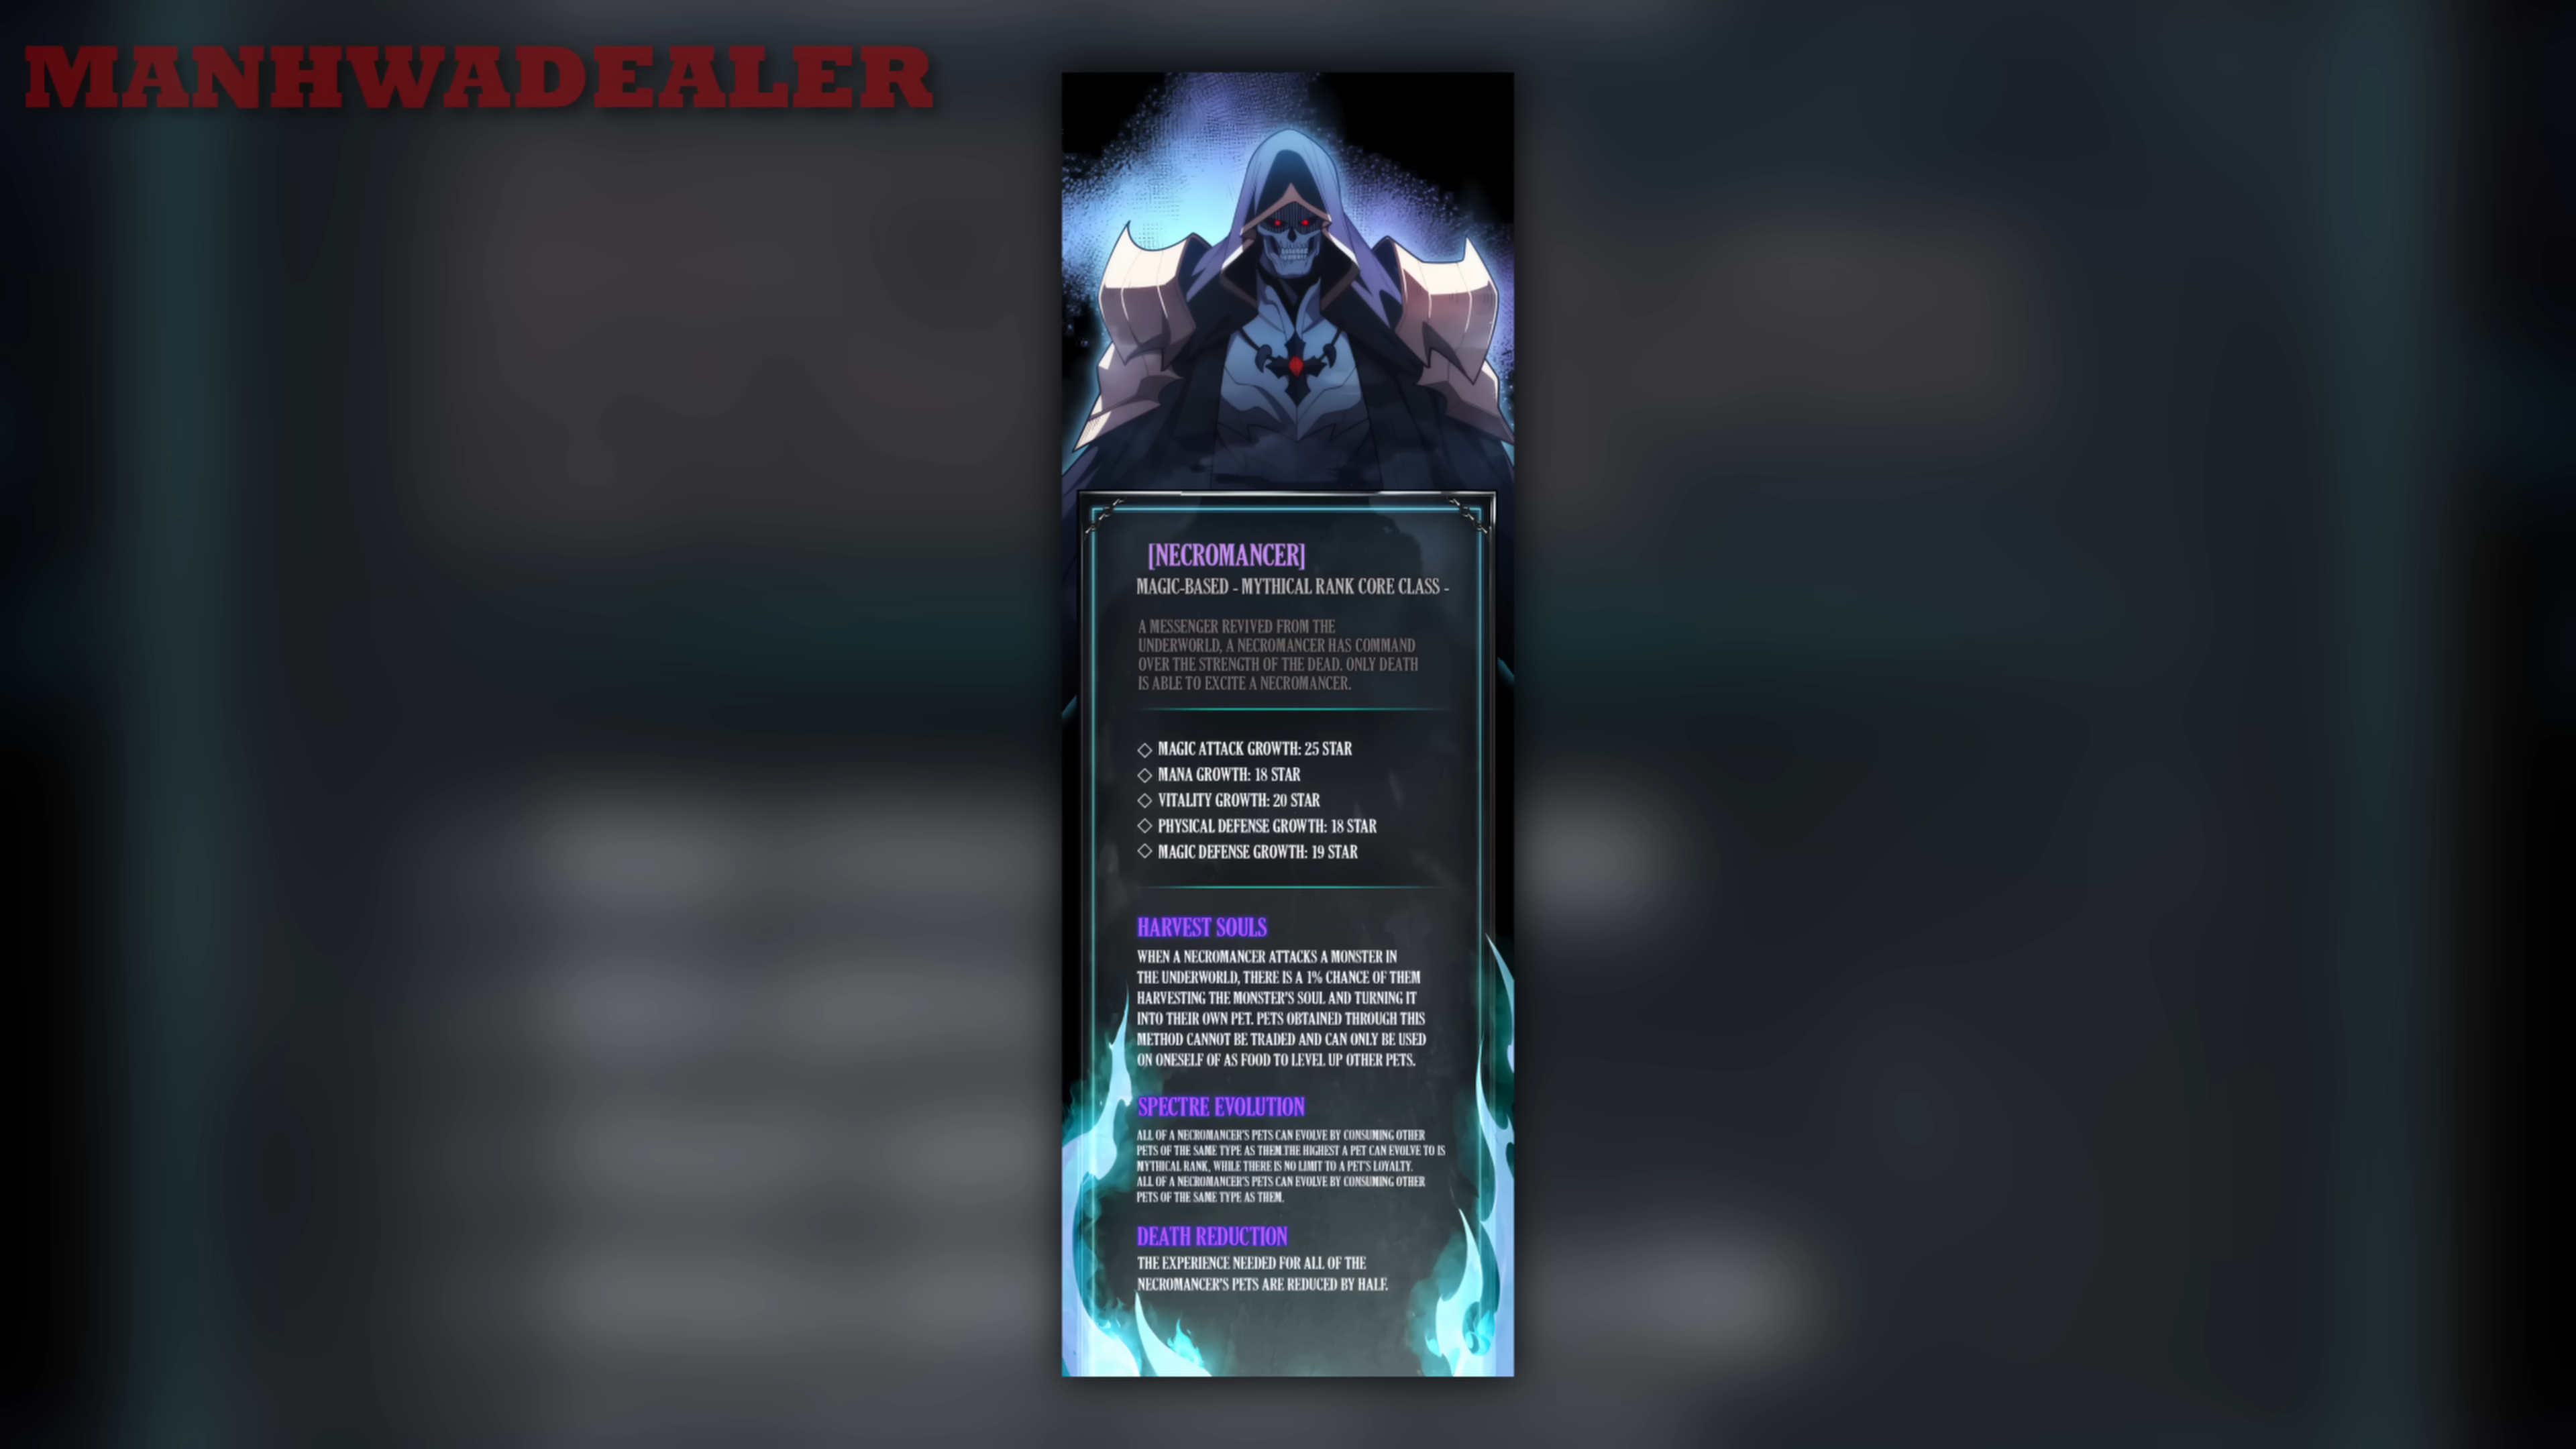 MANHWADEALER
[NECROMANCER]
MAGIC-BASED - MYTHICAL RANK CORE CLASS -
A MESSENGER REVIVED FROM THE
UNDERWORLD, A NECROMANCER HAS COMMAND
OVER THE STRENGTH OF THE DEAD. ONLY DEATH
IS ABLE TO EXCITE A NECROMANCER.
MAGIC ATTACK GROWTH: 25 STAR
MANA GROWTH: 18 STAR
VITALITY GROWTH: 20 STAR
PHYSICAL DEFENSE GROWTH: 18 STAR
MAGIC DEFENSE GROWTH: 19 STAR
HARVEST SOULS
WHEN A NECROMANCER ATTACKS A MONSTER IN
THE UNDERWORLD, THERE IS A 1% CHANCE OF THEM
HARVESTING THE MONSTER'S SOUL AND TURNING IT
INTO THEIR OWN PET. PETS OBTAINED THROUGH THIS
METHOD CANNOT BE TRADED AND CAN ONLY BE USED
ON ONESELF OF AS FOOD TO LEVEL UP OTHER PETS.
SPECTRE EVOLUTION
ALL OF A NECROMANCER'S PETS CAN EVOLVE BY CONSUMING OTHER
PETS OF THE SAME TYPE AS THEM.THE HIGHEST A PET CAN EVOLVE TO IS
MYTHICAL RANK, WHILE THERE IS NO LIMIT TO A PET'S LOYALTY.
ALL OF A NECROMANCER'S PETS CAN EVOLVE BY CONSUMING OTHER
PETS OF THE SAME TYPE AS THEM.
DEATH REDUCTION
THE EXPERIENCE NEEDED FOR ALL OF THE
NECROMANCER'S PETS ARE REDUCED BY HALF.